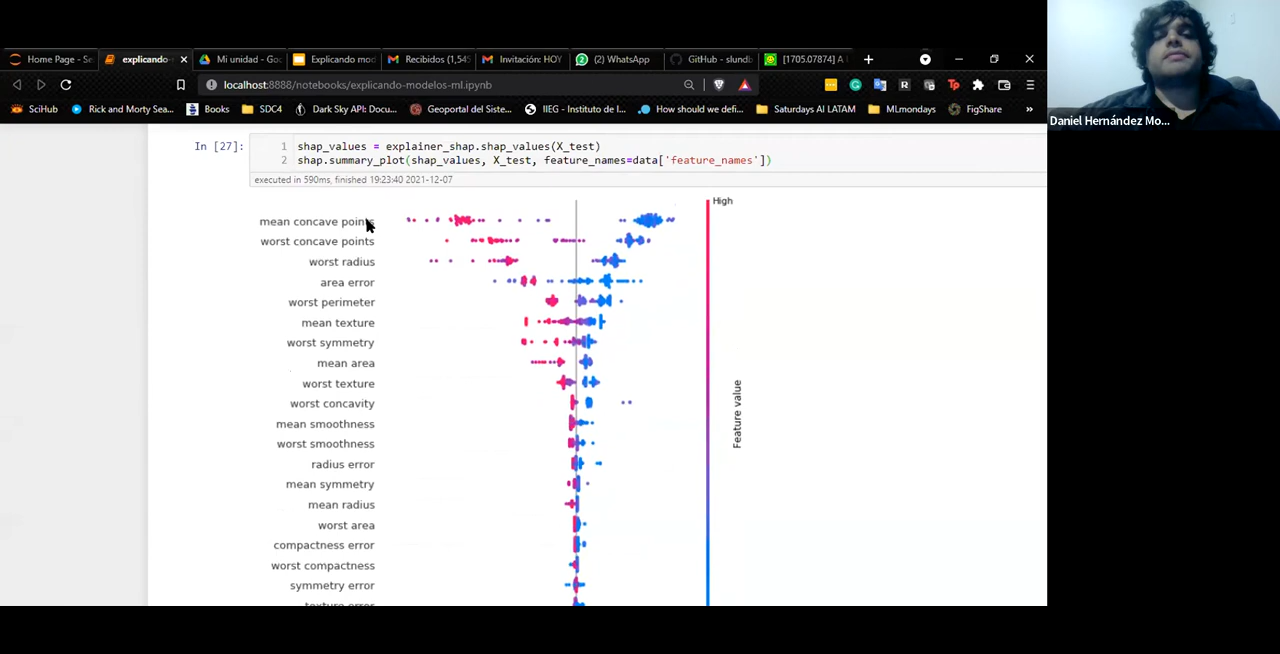 Home Page - Se
explicando-
Mi unidad - Goo
Explicando mod
Recibidos (1,545
Invitación: HOY
(2) WhatsApp
GitHub - slundb
[1705.07874] A U
localhost:8888/notebooks/explicando-modelos-ml.ipynb
SciHub
Rick and Morty Sea...
Books
SDC4
Dark Sky API: Docu...
Geoportal del Siste...
IIEG - Instituto de I...
How should we defi...
Saturdays AI LATAM
MLmondays
FigShare
»
Daniel Hernández Mo...
In [27]:
1 shap_values = explainer_shap.shap_values(X_test)
2 shap.summary_plot(shap_values, X_test, feature_names=data['feature_names'])
executed in 590ms, finished 19:23:40 2021-12-07
High
mean concave points
worst concave points
worst radius
area error
worst perimeter
mean texture
worst symmetry
mean area
worst texture
worst concavity
mean smoothness
worst smoothness
radius error
mean symmetry
mean radius
worst area
compactness error
worst compactness
symmetry error
texture error
Feature value